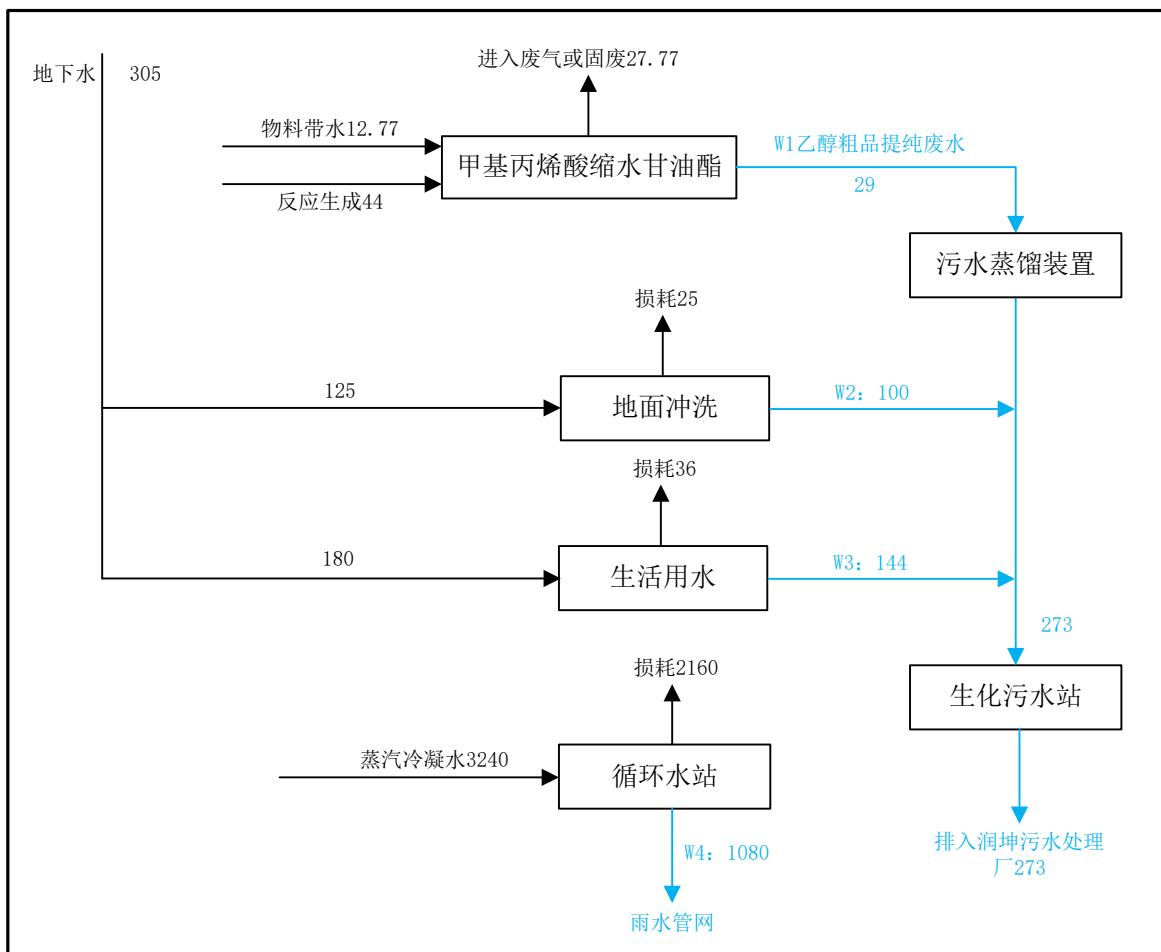 进入废气或固废27.77
地下水 305
物料带水12.77
甲基丙烯酸缩水甘油酯
W1乙醇粗品提纯废水
29
反应生成44
污水蒸馏装置
损耗25
125
地面冲洗
W2：100
损耗36
180
生活用水
W3：144
273
损耗2160
生化污水站
蒸汽冷凝水3240
循环水站
W4：1080
排入润坤污水处理
厂273
雨水管网